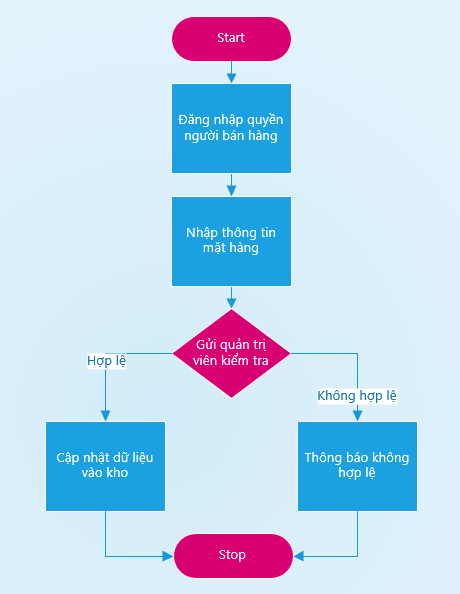 Start
Đăng nhập quyền
người bán hàng
Nhập thông tin
mặt hàng
Gửi quản trị
viên kiểm tra
Hợp lệ
Không hợp lệ
Cập nhật dữ liệu
vào kho
Thông báo không
hợp lệ
Stop